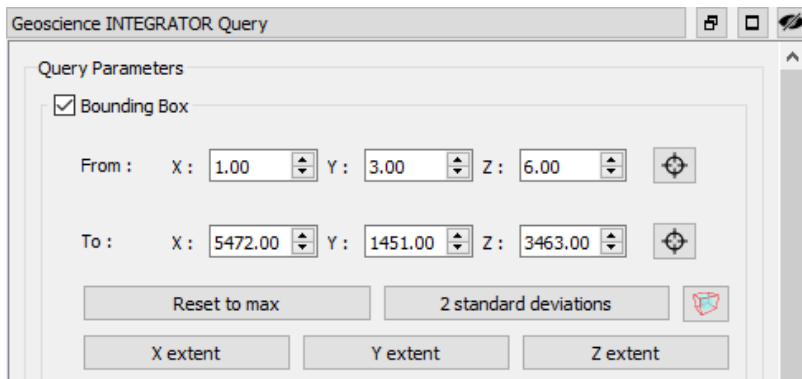 Geoscience INTEGRATOR Query
Query Parameters
Bounding Box
From : X : 1.00 Y : 3.00 Z : 6.00
To : X : 5472.00 Y : 1451.00 Z : 3463.00
Reset to max 2 standard deviations
X extent Y extent Z extent